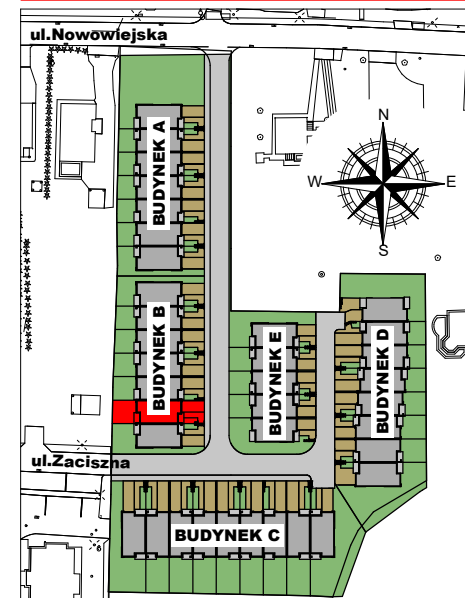 ul.Nowowiejska
BUDYNEK A
N
W
E
S
BUDYNEK B
BUDYNEK E
BUDYNEK D
ul.Zaciszna
BUDYNEK C